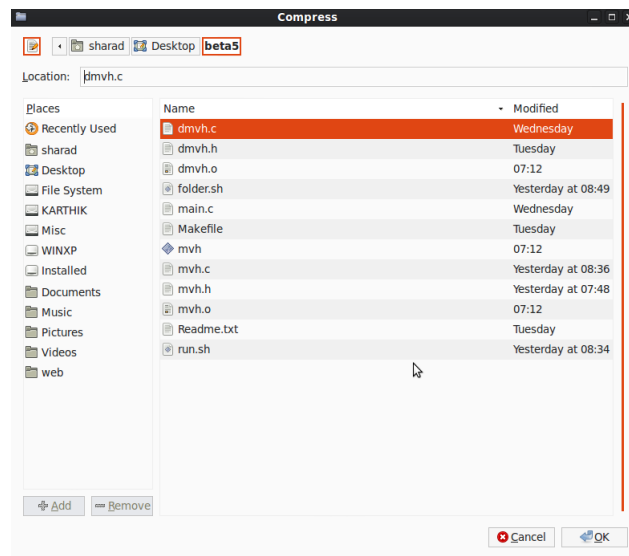 Compress
sharad Desktop beta5
Location: dmvh.c
Places Name Modified
Recently Used dmvh.c Wednesday
sharad dmvh.h Tuesday
Desktop dmvh.o 07:12
File System folder.sh Yesterday at 08:49
KARTHIK main.c Wednesday
Misc Makefile Tuesday
WINXP mvh 07:12
Installed mvh.c Yesterday at 08:36
Documents mvh.h Yesterday at 07:48
Music mvh.o 07:12
Pictures Readme.txt Tuesday
Videos run.sh Yesterday at 08:34
web
Add Remove
Cancel OK